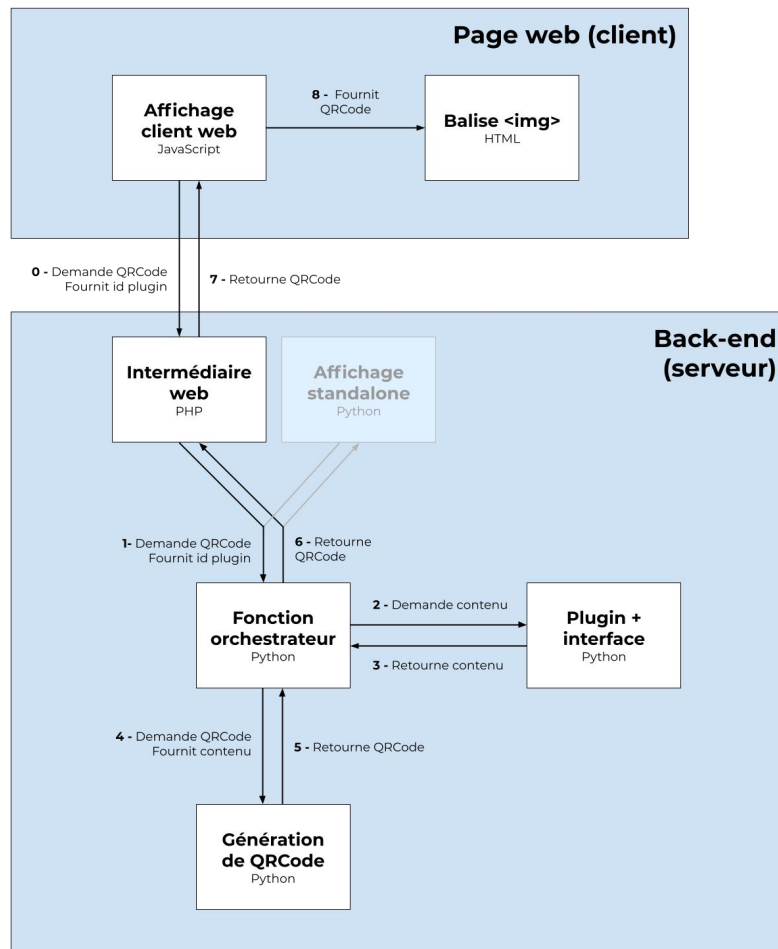 Page web (client)
Affichage
client web
JavaScript
8 - Fournit
QRCode
Balise <img>
HTML
0 - Demande QRCode
Fournit id plugin
7 - Retourne QRCode
Back-end
(serveur)
Intermédiaire
web
PHP
Affichage
standalone
Python
1- Demande QRCode
Fournit id plugin
6 - Retourne
QRCode
Fonction
orchestrateur
Python
2 - Demande contenu
3 - Retourne contenu
Plugin +
interface
Python
4 - Demande QRCode
Fournit contenu
5 - Retourne QRCode
Génération
de QRCode
Python